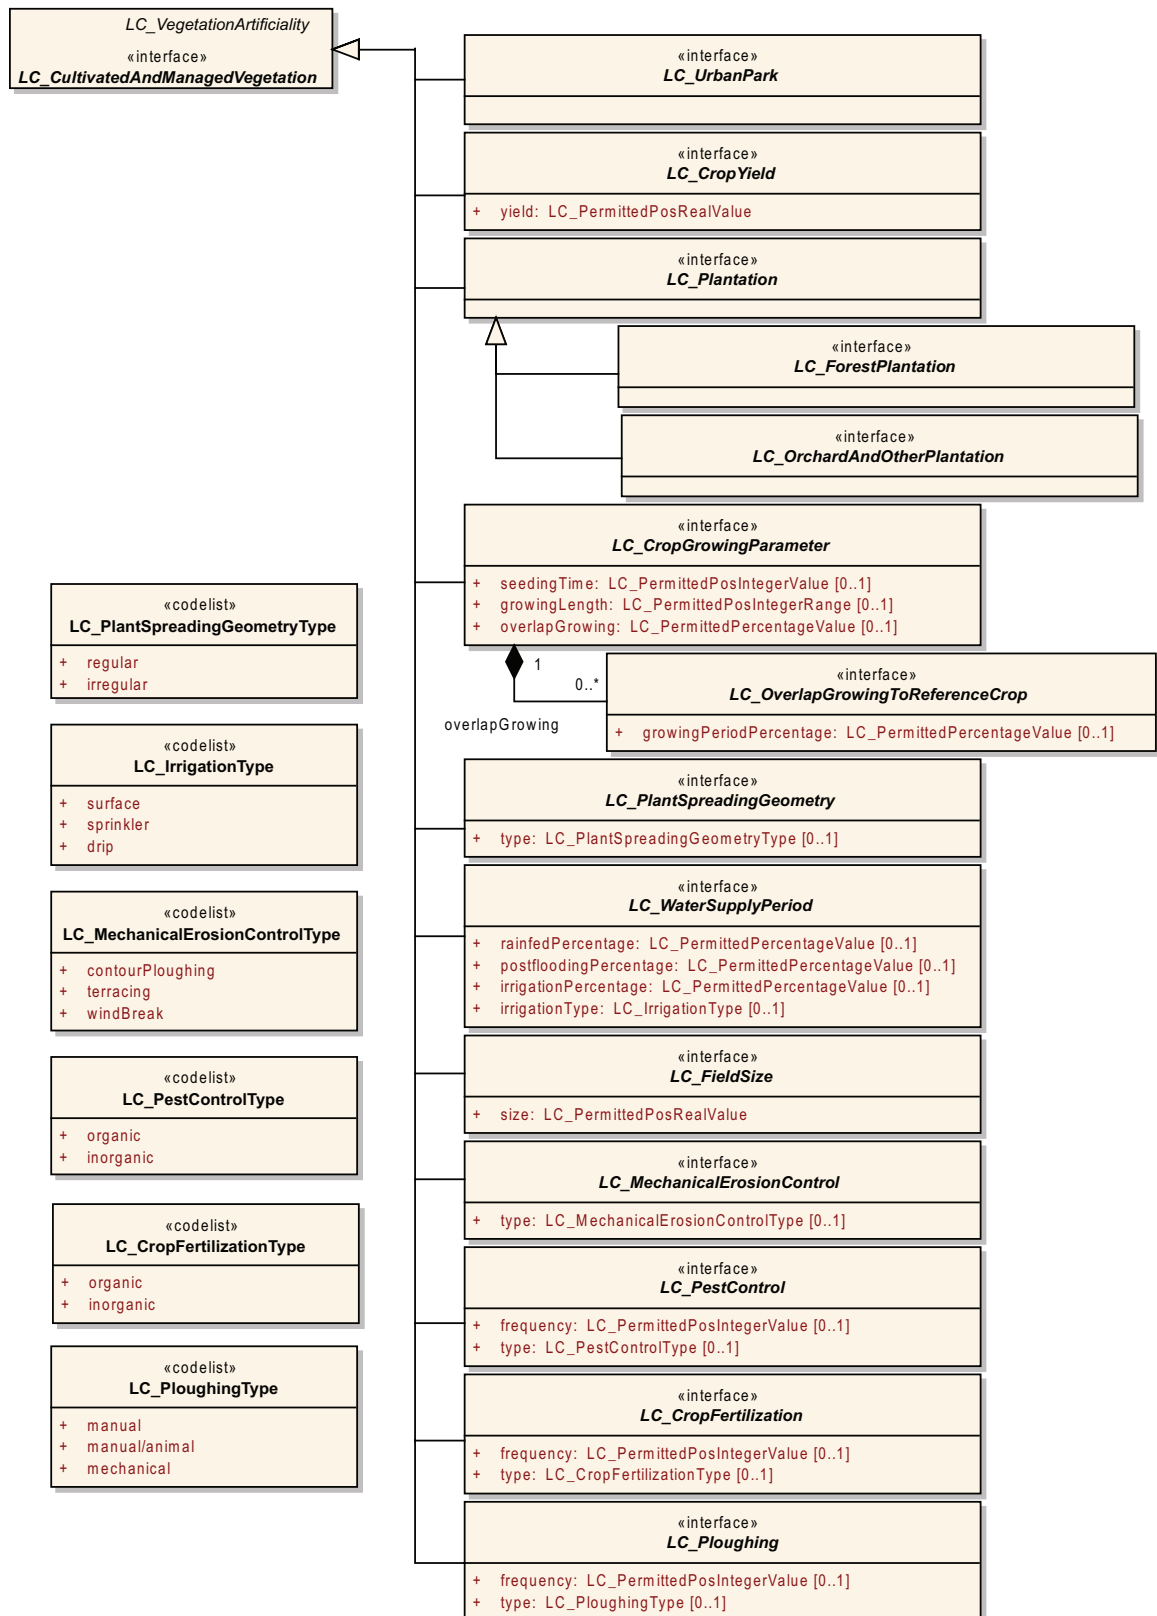 LC_VegetationArtificiality
«interface»
LC_CultivatedAndManagedVegetation
«interface»
LC_UrbanPark
«interface»
LC_CropYield
+ yield: LC_PermittedPosRealValue
«interface»
LC_Plantation
«interface»
LC_ForestPlantation
«interface»
LC_OrchardAndOtherPlantation
«interface»
LC_CropGrowingParameter
+ seedingTime: LC_PermittedPosIntegerValue [0..1]
+ growingLength: LC_PermittedPosIntegerRange [0..1]
+ overlapGrowing: LC_PermittedPercentageValue [0..1]
1
0..*
overlapGrowing
«interface»
LC_OverlapGrowingToReferenceCrop
+ growingPeriodPercentage: LC_PermittedPercentageValue [0..1]
«interface»
LC_PlantSpreadingGeometry
+ type: LC_PlantSpreadingGeometryType [0..1]
«interface»
LC_WaterSupplyPeriod
+ rainfedPercentage: LC_PermittedPercentageValue [0..1]
+ postfloodingPercentage: LC_PermittedPercentageValue [0..1]
+ irrigationPercentage: LC_PermittedPercentageValue [0..1]
+ irrigationType: LC_IrrigationType [0..1]
«interface»
LC_FieldSize
+ size: LC_PermittedPosRealValue
«interface»
LC_MechanicalErosionControl
+ type: LC_MechanicalErosionControlType [0..1]
«interface»
LC_PestControl
+ frequency: LC_PermittedPosIntegerValue [0..1]
+ type: LC_PestControlType [0..1]
«interface»
LC_CropFertilization
+ frequency: LC_PermittedPosIntegerValue [0..1]
+ type: LC_CropFertilizationType [0..1]
«interface»
LC_Ploughing
+ frequency: LC_PermittedPosIntegerValue [0..1]
+ type: LC_PloughingType [0..1]
«codelist»
LC_PlantSpreadingGeometryType
+ regular
+ irregular
«codelist»
LC_IrrigationType
+ surface
+ sprinkler
+ drip
«codelist»
LC_MechanicalErosionControlType
+ contourPloughing
+ terracing
+ windBreak
«codelist»
LC_PestControlType
+ organic
+ inorganic
«codelist»
LC_CropFertilizationType
+ organic
+ inorganic
«codelist»
LC_PloughingType
+ manual
+ manual/animal
+ mechanical